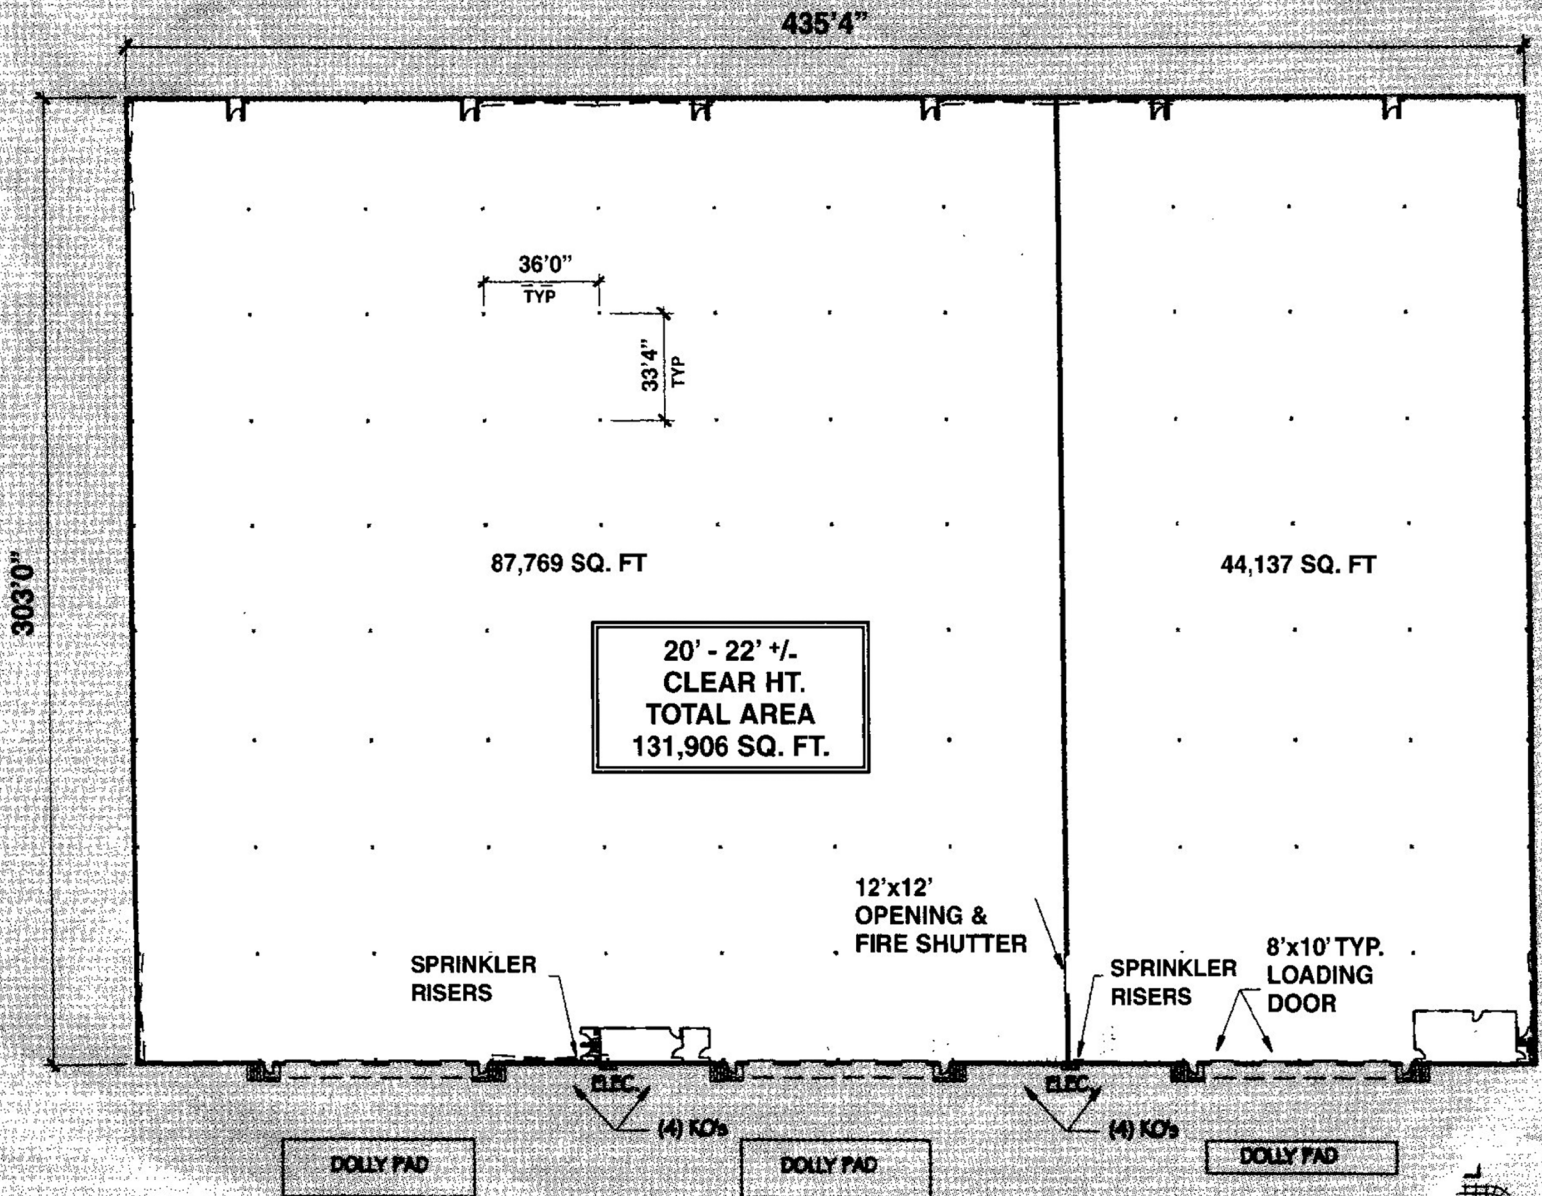 435'4"
36'0"
TYP
33'4"
TYP
303'0"
87,769 SQ. FT
44,137 SQ. FT
20' - 22' +/-
CLEAR HT.
TOTAL AREA
131,906 SQ. FT.
12'x12'
OPENING &
FIRE SHUTTER
SPRINKLER
RISERS
SPRINKLER
RISERS
8'x10' TYP.
LOADING
DOOR
ELEC.
ELEC.
(4) KO's
(4) KO's
DOLLY PAD
DOLLY PAD
DOLLY PAD